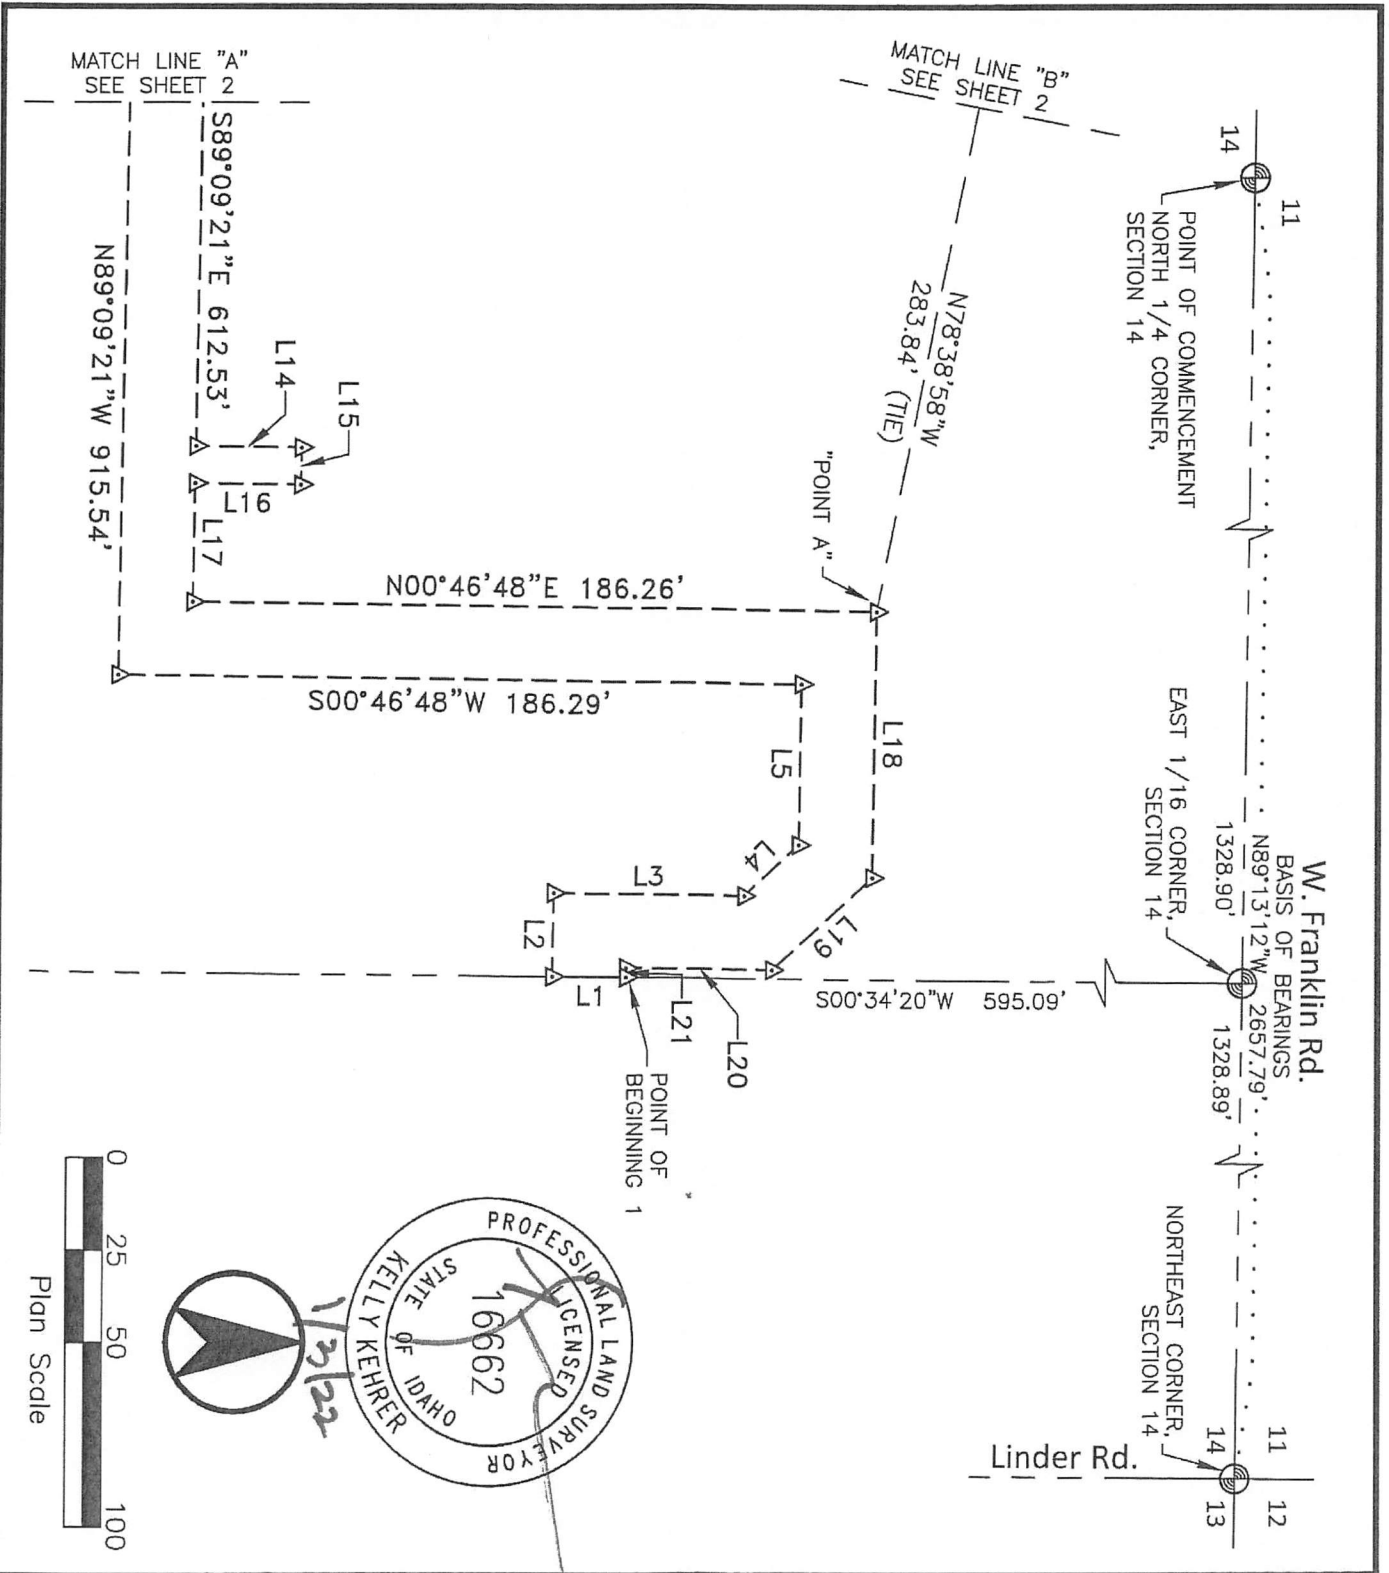 W. Franklin Rd.
BASIS OF BEARINGS
N89°13'12"W 2657.79'
1328.90'
1328.89'
11
14
POINT OF COMMENCEMENT
NORTH 1/4 CORNER,
SECTION 14
EAST 1/16 CORNER,
SECTION 14
NORTHEAST CORNER,
SECTION 14
11
12
14
13
Linder Rd.
MATCH LINE "B"
SEE SHEET 2
N78°38'58"W
283.84' (TIE)
"POINT A"
L18
L19
L20
L21
S00°34'20"W 595.09'
POINT OF
BEGINNING 1
L1
L2
L3
L4
L5
N00°46'48"E 186.26'
S00°46'48"W 186.29'
L14
L15
L16
L17
MATCH LINE "A"
SEE SHEET 2
S89°09'21"E 612.53'
N89°09'21"W 915.54'
PROFESSIONAL LAND SURVEYOR
LICENSED
16662
STATE OF IDAHO
KELLY KEHRER
1/3/22
0 25 50 100
Plan Scale